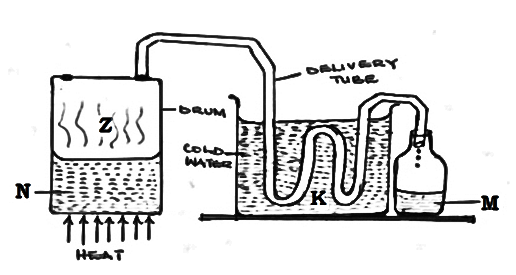 DELIVERY
TUBE
Z
DRUM
COLD
WATER
N
K
M
HEAT